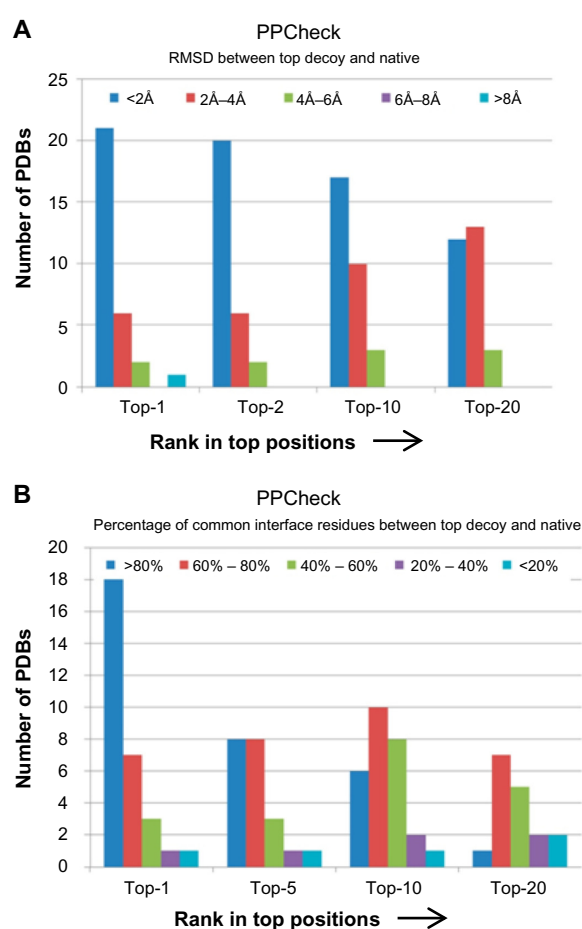 A
PPCheck
RMSD between top decoy and native
25
20
15
10
5
0
<2Å 2Å–4Å 4Å–6Å 6Å–8Å >8Å
Number of PDBs
Top-1 Top-2 Top-10 Top-20
Rank in top positions
B
PPCheck
Percentage of common interface residues between top decoy and native
20
18
16
14
12
10
8
6
4
2
0
>80% 60% – 80% 40% – 60% 20% – 40% <20%
Number of PDBs
Top-1 Top-5 Top-10 Top-20
Rank in top positions